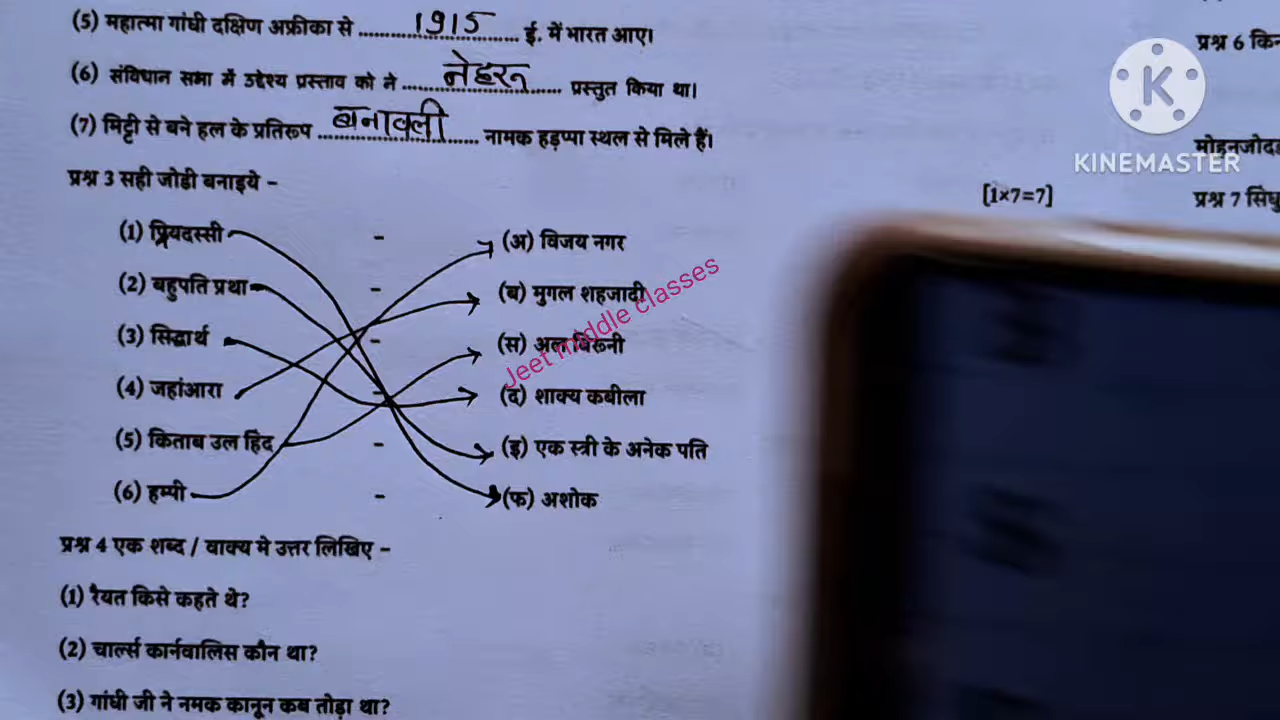 (5) महात्मा गांधी दक्षिण अफ्रीका से ........ 1915 ........ ई. में भारत आए।
(6) संविधान सभा में उद्देश्य प्रस्ताव को ने ........ नेहरू ........ प्रस्तुत किया था।
(7) मिट्टी से बने हल के प्रतिरूप ........ बनावली ........ नामक हड़प्पा स्थल से मिले हैं।
प्रश्न 3 सही जोड़ी बनाइये -
[1×7=7]
(1) प्रियदस्सी - (अ) विजय नगर
(2) बहुपति प्रथा - (ब) मुगल शहजादी
(3) सिद्धार्थ - (स) अल बिरूनी
(4) जहांआरा - (द) शाक्य कबीला
(5) किताब उल हिंद - (इ) एक स्त्री के अनेक पति
(6) हम्पी - (फ) अशोक
प्रश्न 4 एक शब्द / वाक्य मे उत्तर लिखिए -
(1) रैयत किसे कहते थे?
(2) चार्ल्स कार्नवालिस कौन था?
(3) गांधी जी ने नमक कानून कब तोड़ा था?
प्रश्न 6
प्रश्न 7
K
KINEMASTER
Jeet middle classes